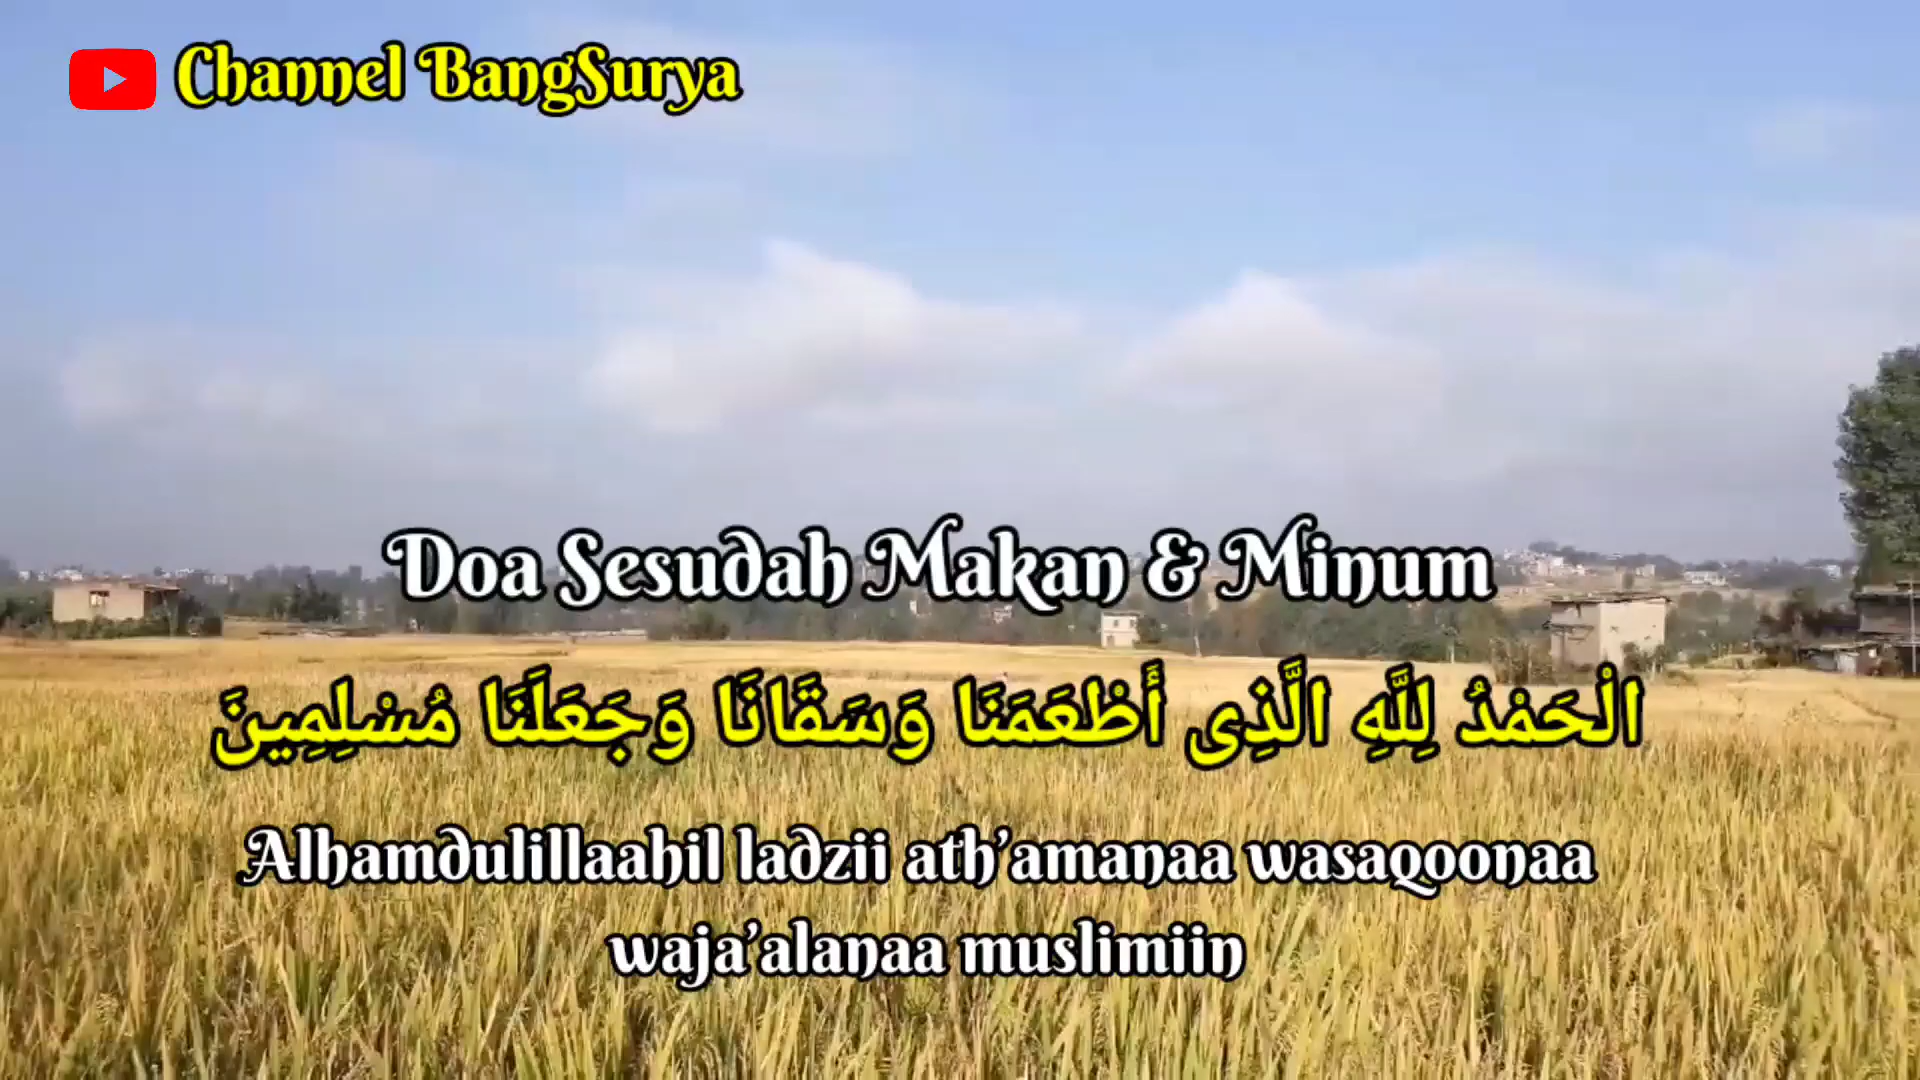 Channel BangSurya
Doa Sesudah Makan & Minum
الْحَمْدُ لِلَّهِ الَّذِى أَطْعَمَنَا وَسَقَانَا وَجَعَلَنَا مُسْلِمِينَ
Alhamdulillaahil ladzii ath'amanaa wasaqoonaa
waja'alanaa muslimiin